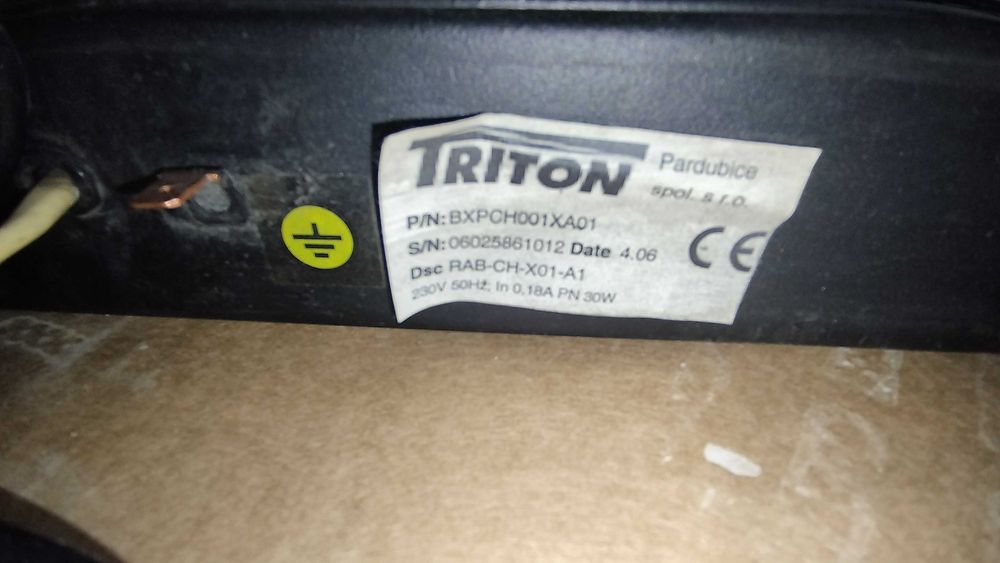 TRITON Pardubice
spol. s r.o.
P/N: BXPCH001XA01
S/N: 06025861012 Date 4.06
Dsc RAB-CH-X01-A1
230V 50Hz; In 0,18A PN 30W
CE